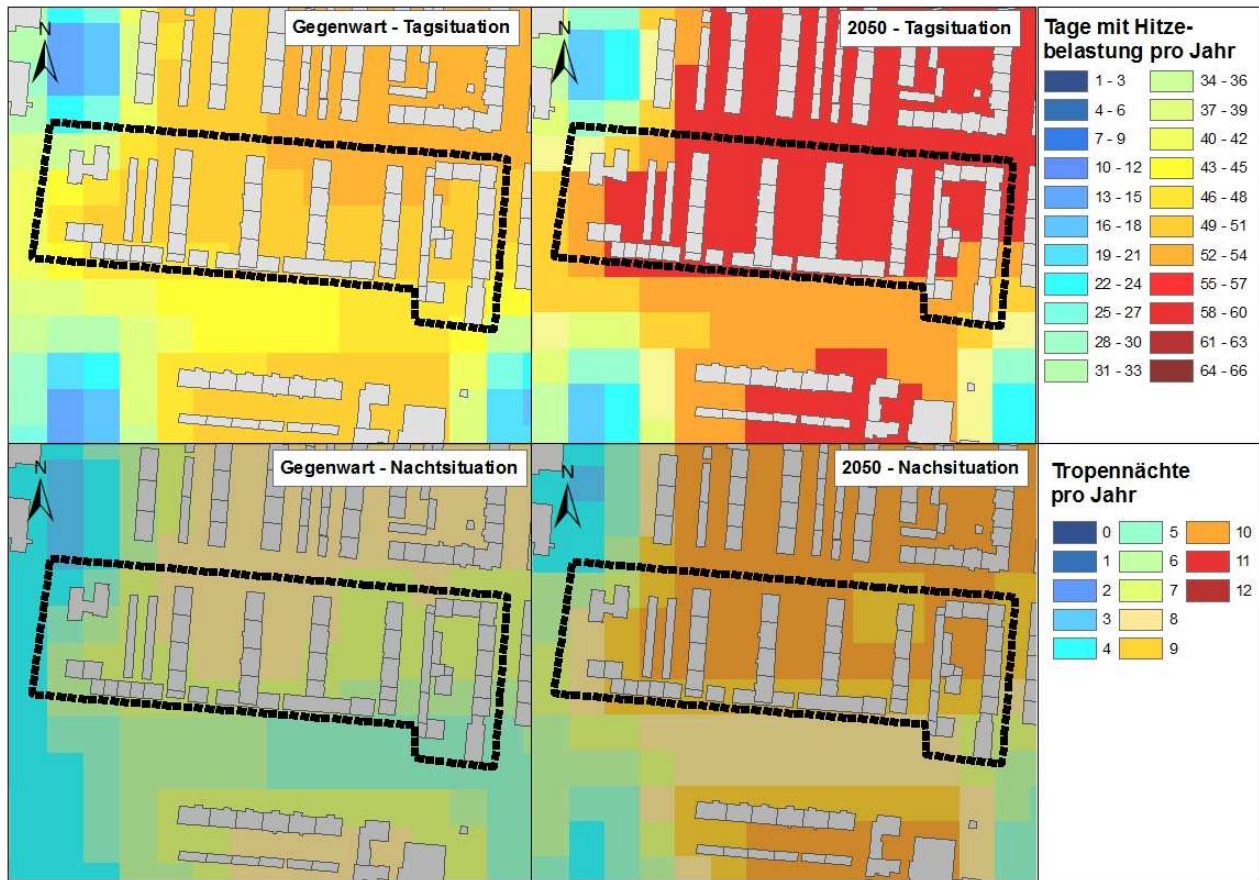 Gegenwart - Tagsituation
2050 - Tagsituation
Tage mit Hitze-
belastung pro Jahr
N
N
1 - 3
34 - 36
4 - 6
37 - 39
7 - 9
40 - 42
10 - 12
43 - 45
13 - 15
46 - 48
16 - 18
49 - 51
19 - 21
52 - 54
22 - 24
55 - 57
25 - 27
58 - 60
28 - 30
61 - 63
31 - 33
64 - 66
Gegenwart - Nachtsituation
2050 - Nachsituation
Tropennächte
pro Jahr
N
N
0
5
10
1
6
11
2
7
12
3
8
4
9